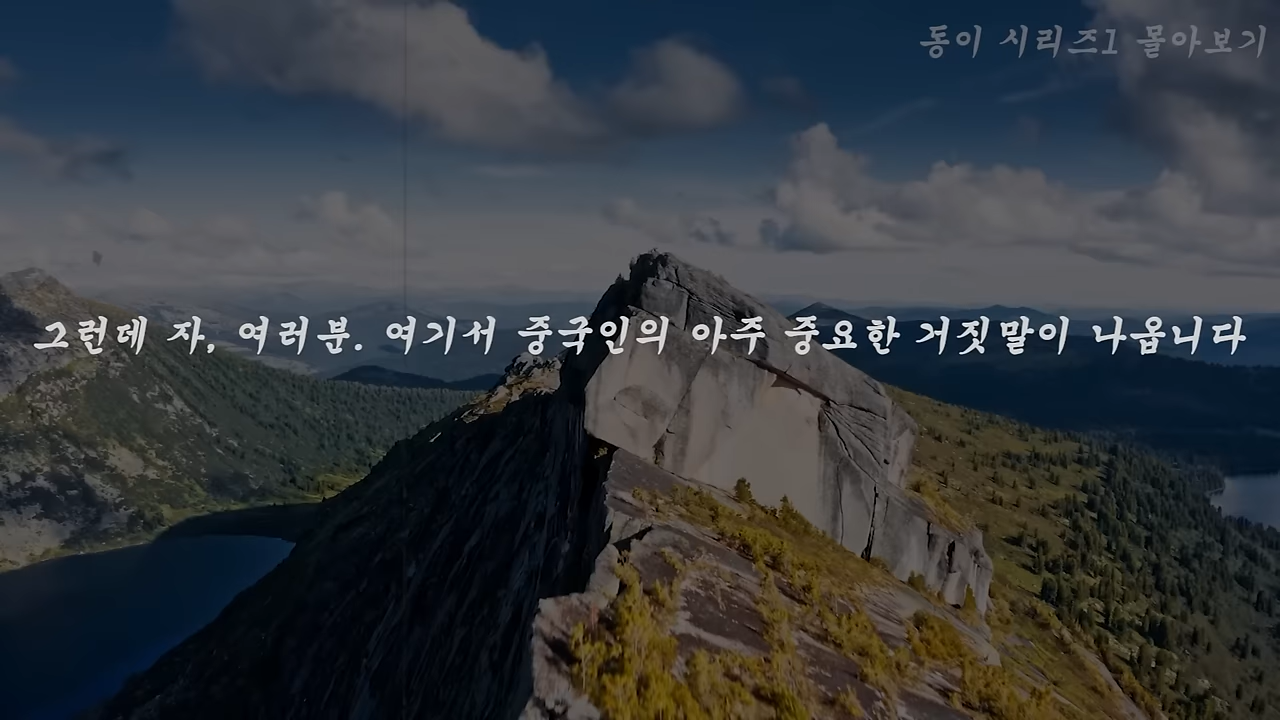 동이 시리즈1 몰아보기
그런데 자, 여러분. 여기서 중국인의 아주 중요한 거짓말이 나옵니다